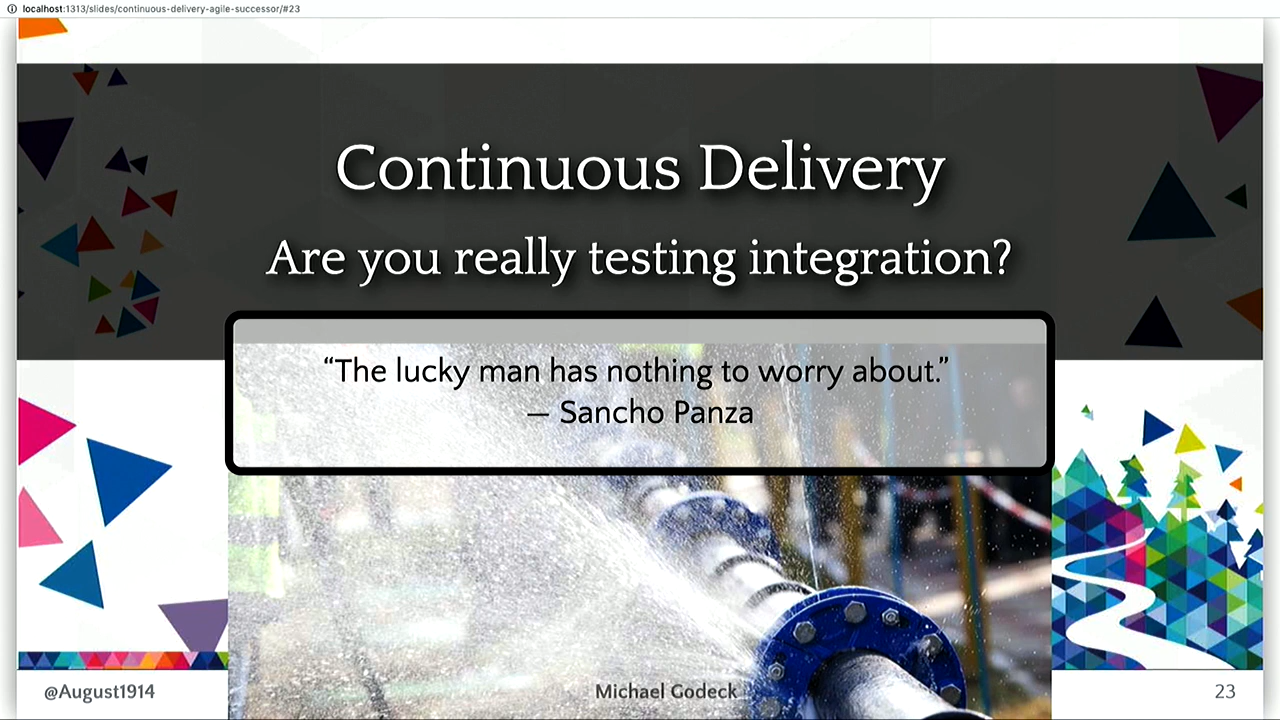 localhost:1313/slides/continuous-delivery-agile-successor/#23
Continuous Delivery
Are you really testing integration?
“The lucky man has nothing to worry about.”
— Sancho Panza
@August1914
Michael Godeck
23